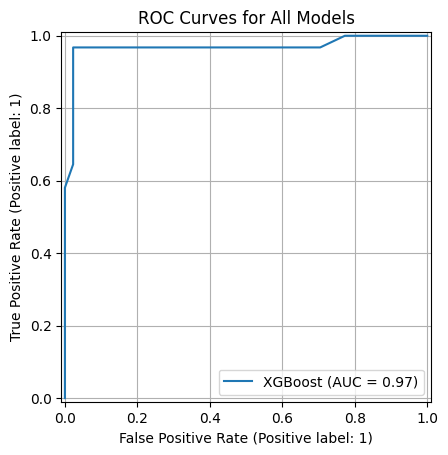 ROC Curves for All Models
1.0
0.8
0.6
0.4
0.2
0.0
True Positive Rate (Positive label: 1)
XGBoost (AUC = 0.97)
0.0 0.2 0.4 0.6 0.8 1.0
False Positive Rate (Positive label: 1)